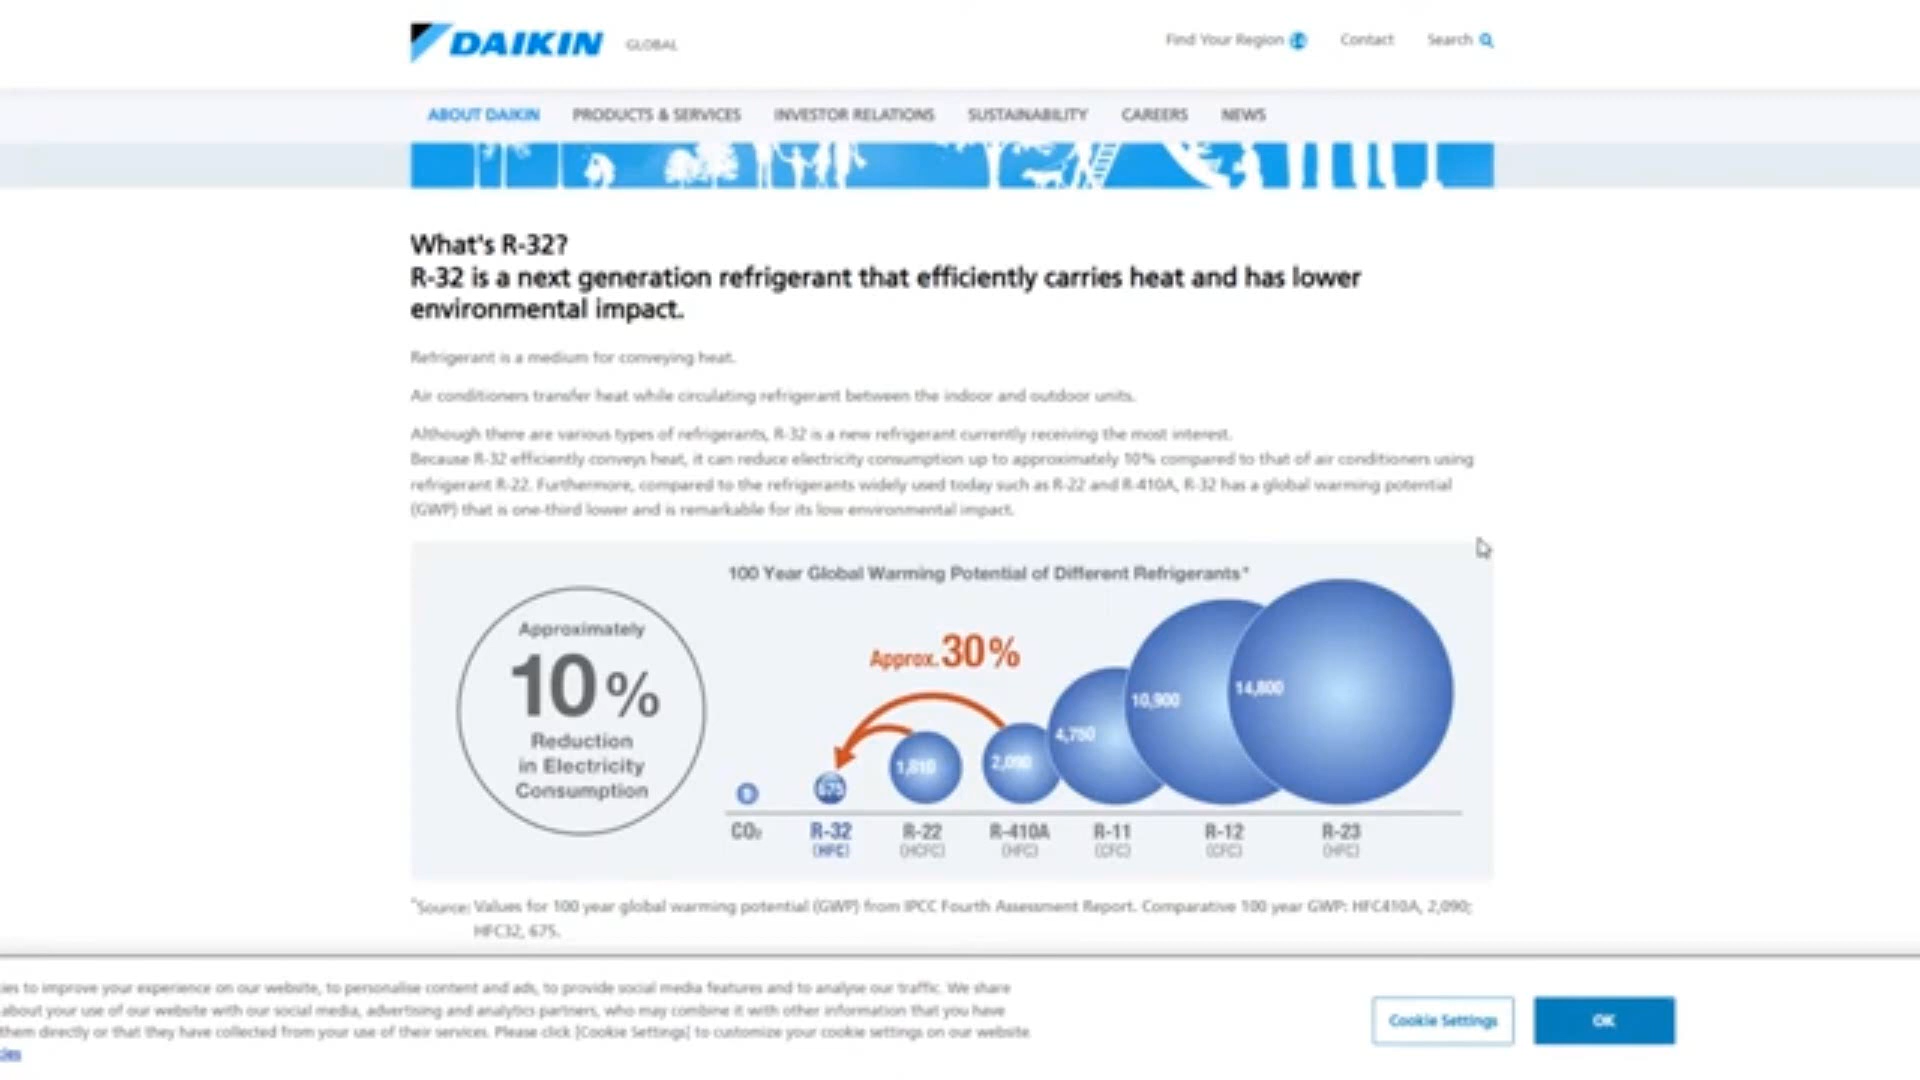 DAIKIN GLOBAL
Find Your Region Contact Search
ABOUT DAIKIN PRODUCTS & SERVICES INVESTOR RELATIONS SUSTAINABILITY CAREERS NEWS
What's R-32?
R-32 is a next generation refrigerant that efficiently carries heat and has lower
environmental impact.
Refrigerant is a medium for conveying heat.
Air conditioners transfer heat while circulating refrigerant between the indoor and outdoor units.
Although there are various types of refrigerants, R-32 is a new refrigerant currently receiving the most interest.
Because R-32 efficiently conveys heat, it can reduce electricity consumption up to approximately 10% compared to that of air conditioners using
refrigerant R-22. Furthermore, compared to the refrigerants widely used today such as R-22 and R-410A, R-32 has a global warming potential
(GWP) that is one-third lower and is remarkable for its low environmental impact.
100 Year Global Warming Potential of Different Refrigerants*
Approximately
10%
Reduction
in Electricity
Consumption
Approx. 30%
675 1,810 2,090 4,750 10,900 14,800
CO₂ R-32 R-22 R-410A R-11 R-12 R-23
(HFC) (HCFC) (HFC) (CFC) (CFC) (HFC)
*Source: Values for 100 year global warming potential (GWP) from IPCC Fourth Assessment Report. Comparative 100 year GWP: HFC410A, 2,090;
HFC32, 675.
ies to improve your experience on our website, to personalise content and ads, to provide social media features and to analyse our traffic. We share
about your use of our website with our social media, advertising and analytics partners, who may combine it with other information that you have
them directly or that they have collected from your use of their services. Please click [Cookie Settings] to customize your cookie settings on our website.
cies
Cookie Settings OK